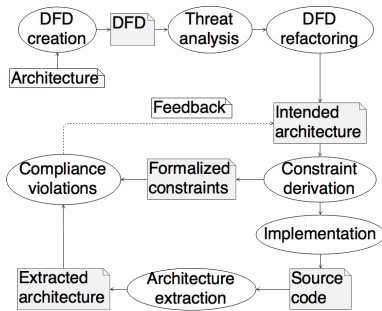 DFD
creation
DFD
Threat
analysis
DFD
refactoring
Architecture
Feedback
Intended
architecture
Compliance
violations
Formalized
constraints
Constraint
derivation
Implementation
Extracted
architecture
Architecture
extraction
Source
code